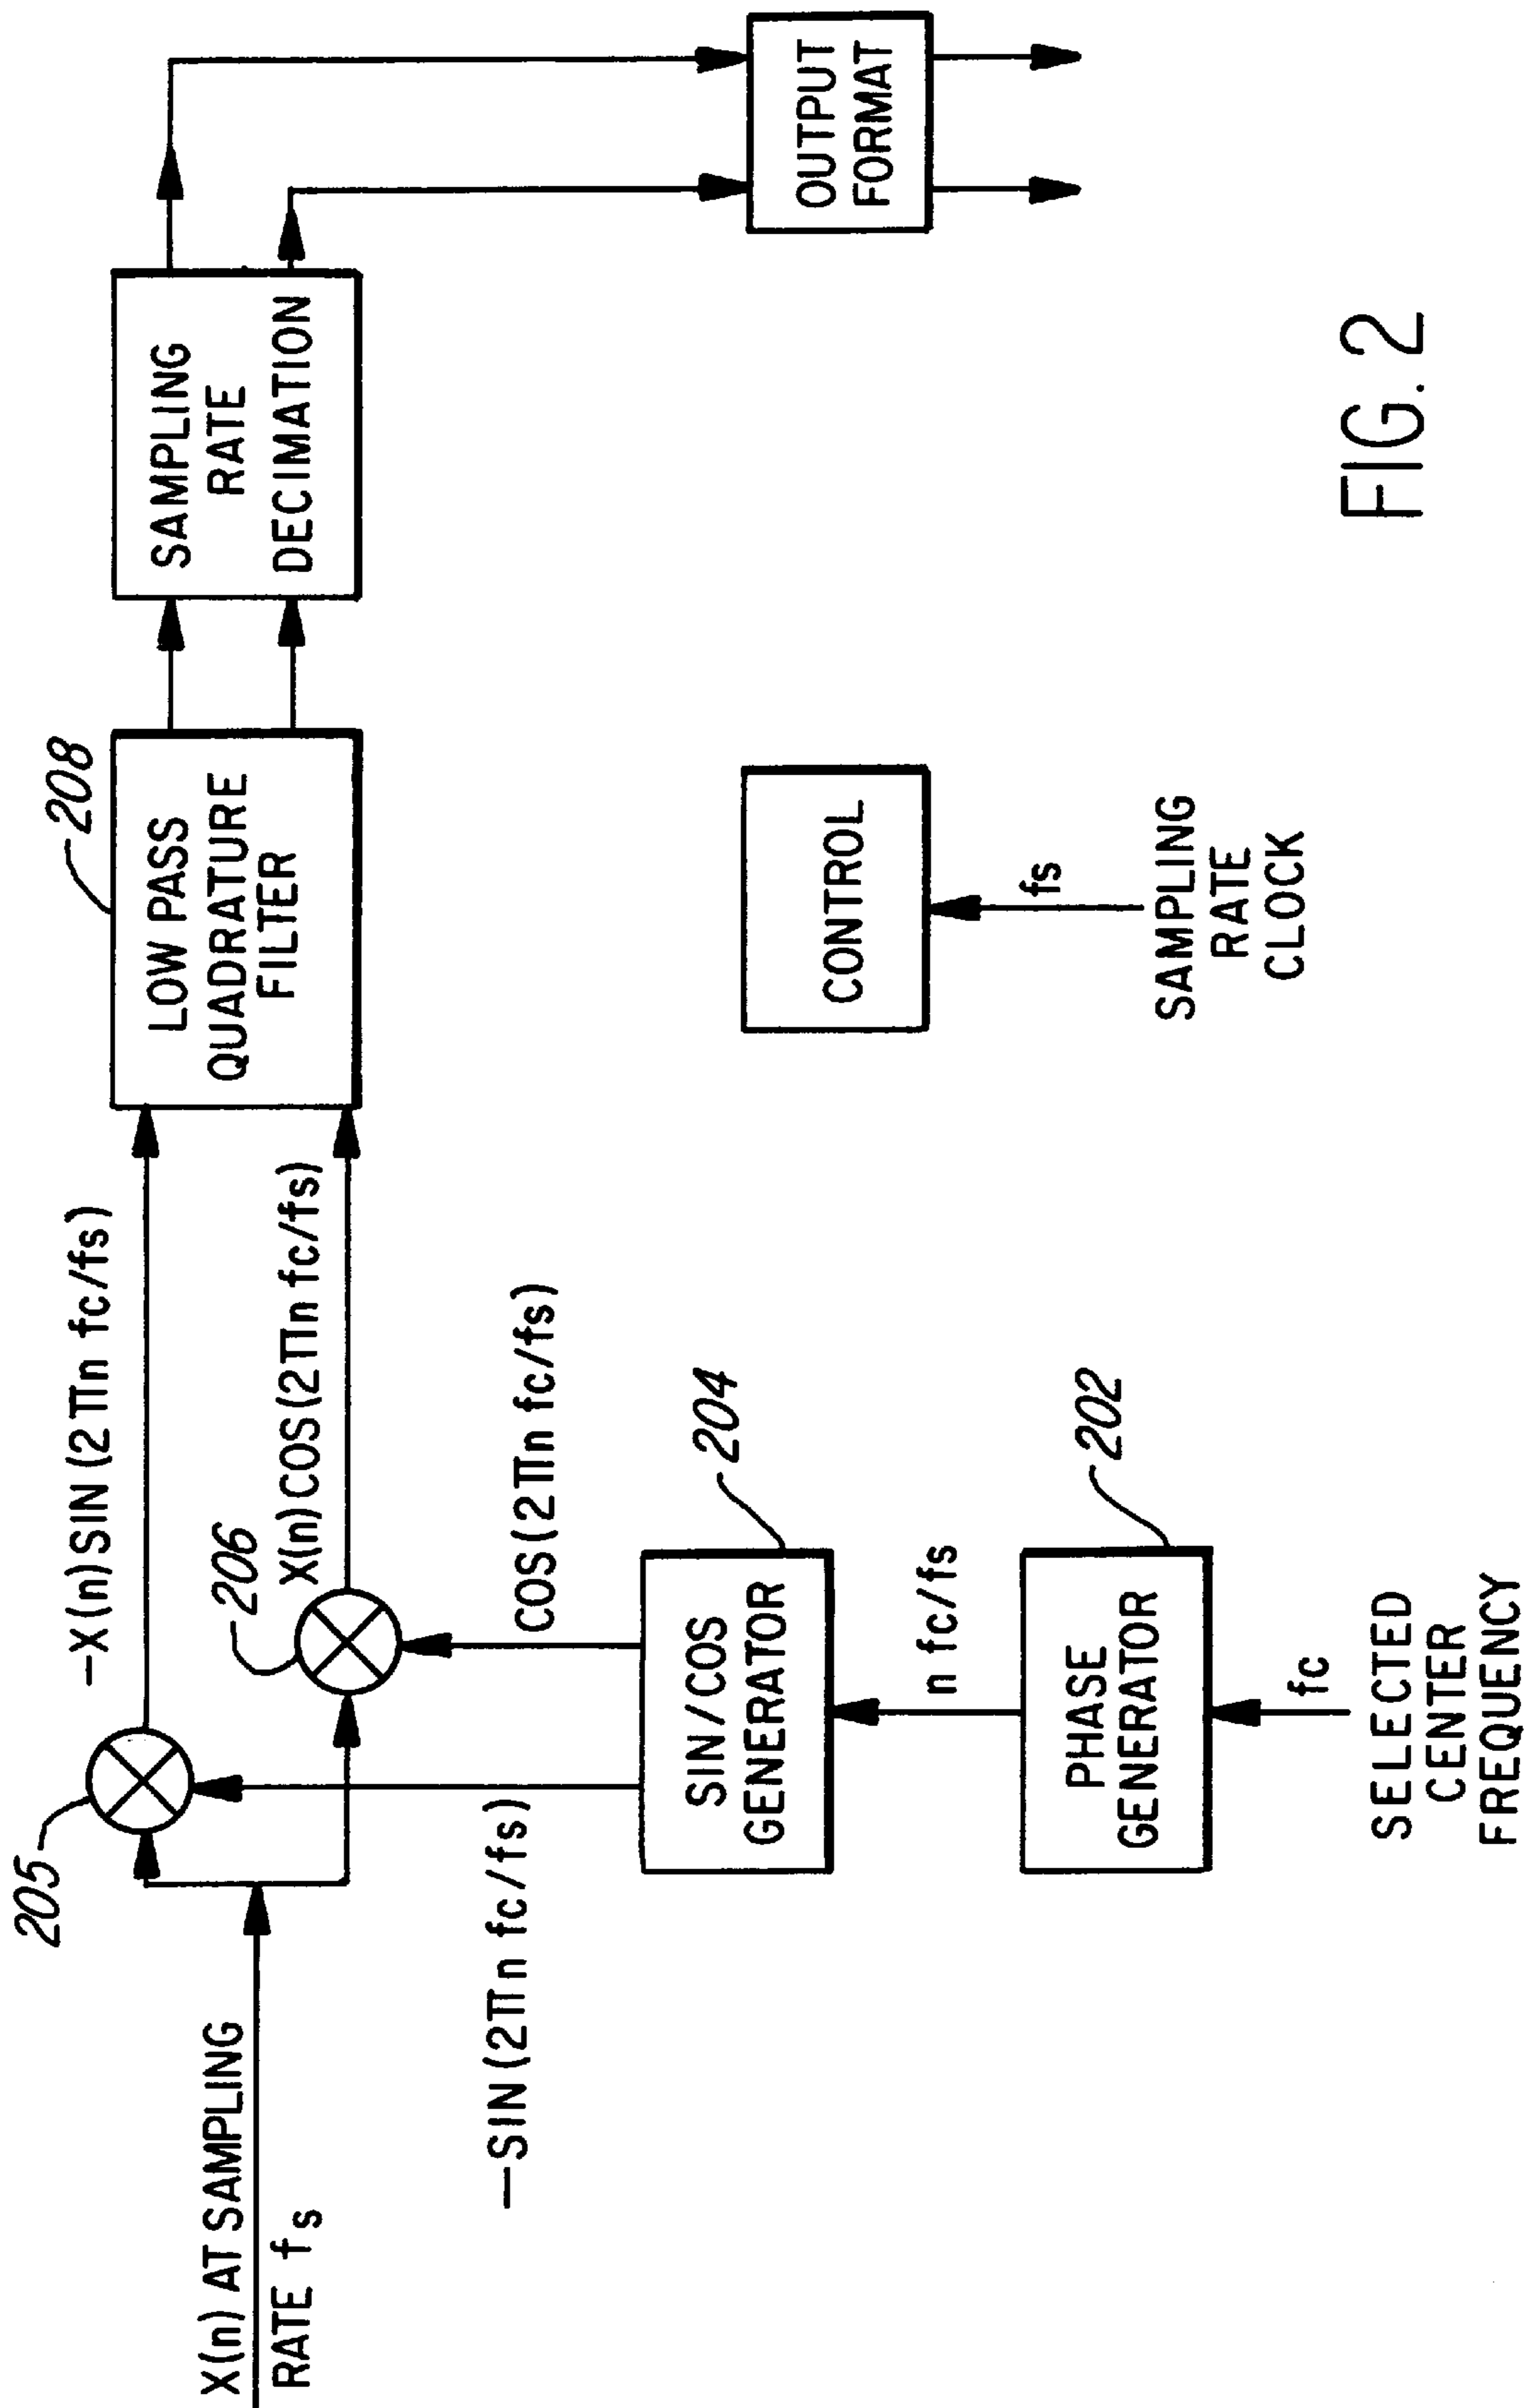 208
205
–X(n)SIN(2πn fc/fs)
LOW PASS
QUADRATURE
FILTER
SAMPLING
RATE
DECIMATION
X(n) AT SAMPLING
RATE fs
206
X(n)COS(2πn fc/fs)
–SIN(2πn fc/fs)
COS(2πn fc/fs)
204
SIN/COS
GENERATOR
CONTROL
OUTPUT
FORMAT
n fc/fs
fs
202
PHASE
GENERATOR
SAMPLING
RATE
CLOCK
fc
SELECTED
CENTER
FREQUENCY
FIG. 2